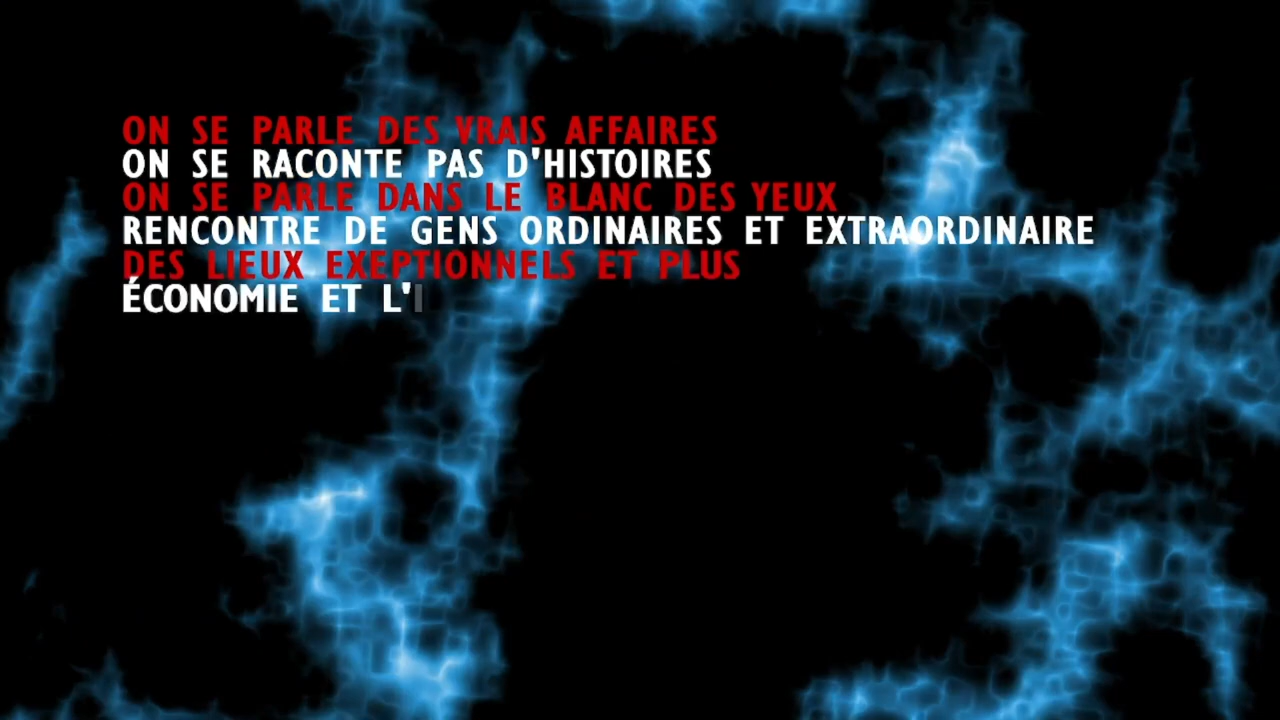 ON SE PARLE DES VRAIS AFFAIRES
ON SE RACONTE PAS D'HISTOIRES
ON SE PARLE DANS LE BLANC DES YEUX
RENCONTRE DE GENS ORDINAIRES ET EXTRAORDINAIRE
DES LIEUX EXEPTIONNELS ET PLUS
ÉCONOMIE ET L'I